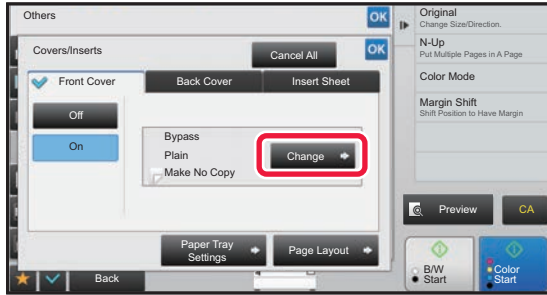 Others
OK
Covers/Inserts
Cancel All
OK
Front Cover
Back Cover
Insert Sheet
Off
On
Bypass
Plain
Make No Copy
Change
Paper Tray
Settings
Page Layout
Back
Original
Change Size/Direction.
N-Up
Put Multiple Pages in A Page
Color Mode
Margin Shift
Shift Position to Have Margin
Preview
CA
B/W
Start
Color
Start